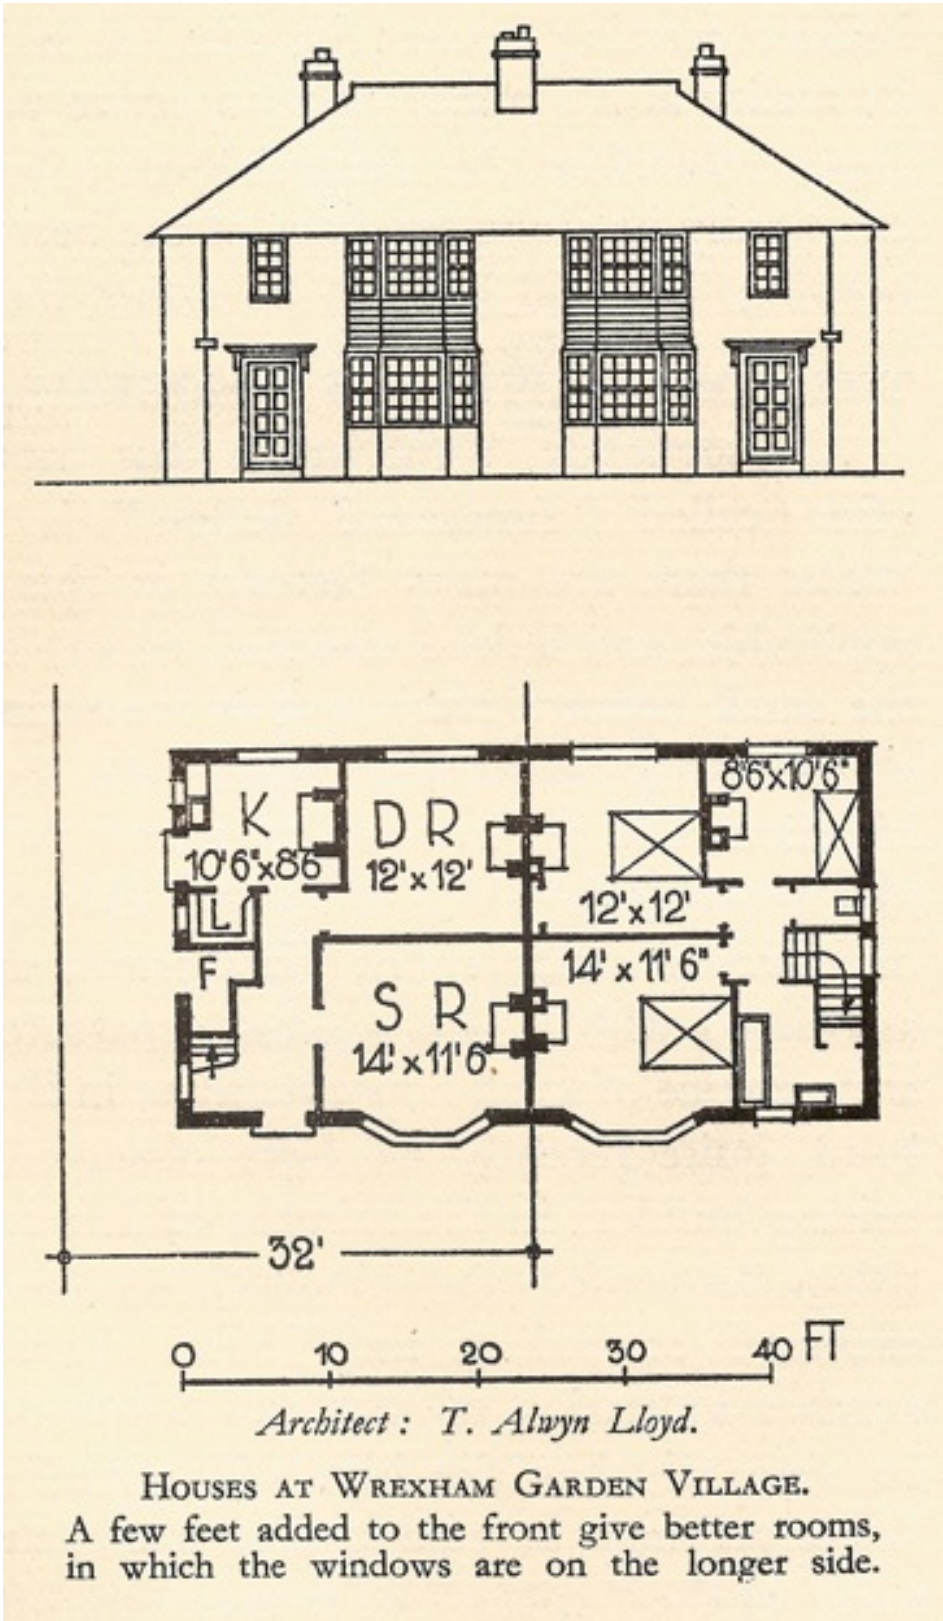 8'6"x10'6"
K
D R
10'6"x8'6
12'x12'
L
12'x12'
F
14' x 11' 6"
S R
14'x11'6"
32'
0 10 20 30 40 FT
Architect : T. Alwyn Lloyd.
Houses at Wrexham Garden Village.
A few feet added to the front give better rooms,
in which the windows are on the longer side.